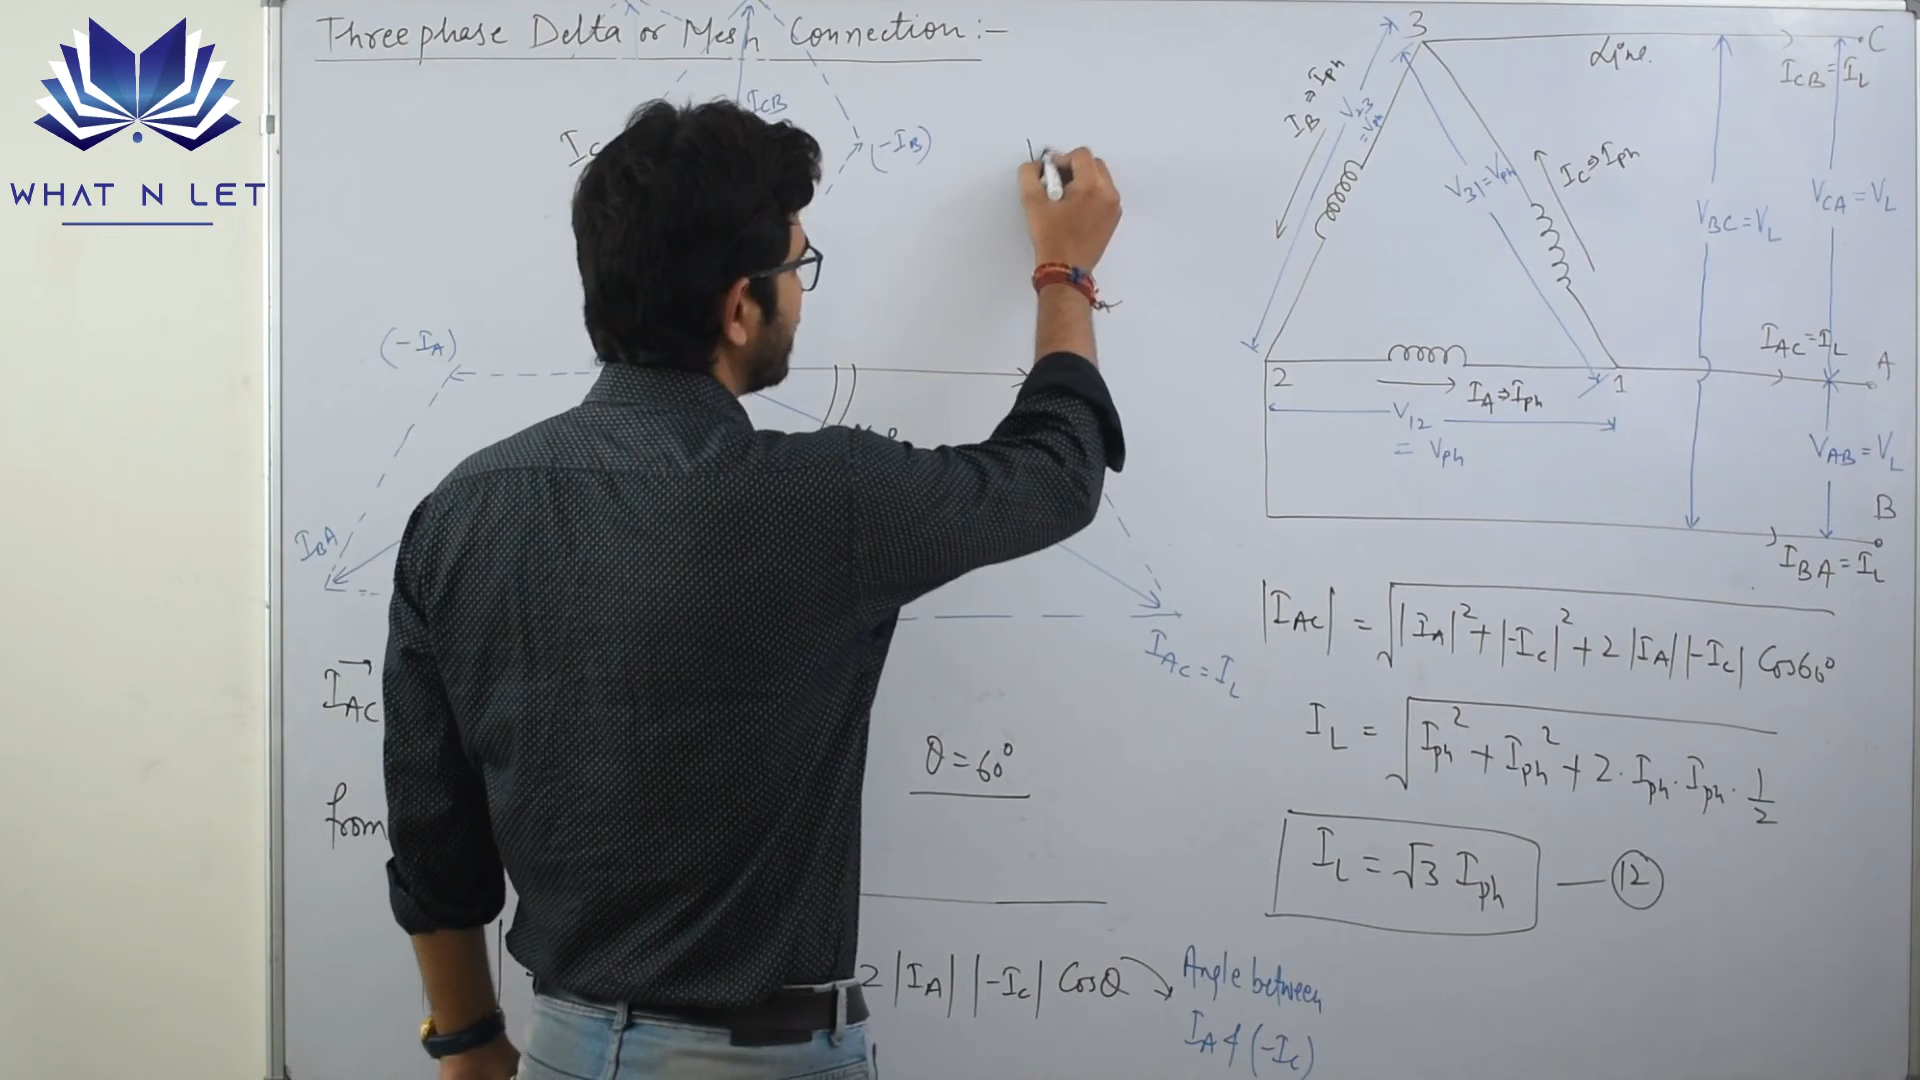 WHAT N LET
Three phase Delta or Mesh Connection:-
I_CB
(-I_B)
(-I_A)
I_BA
I_AC = I_L
I_AC
θ = 60°
from
2 |I_A| |-I_C| Cosθ
Angle between
I_A & (-I_C)
3
Line.
C
I_CB = I_L
I_B ⇒ I_ph
V_23
= V_ph
V_31 = V_ph
I_C ⇒ I_ph
V_BC = V_L
V_CA = V_L
I_AC = I_L
A
2
1
I_A ⇒ I_ph
V_12
= V_ph
V_AB = V_L
B
I_BA = I_L
|I_AC| = √|I_A|² + |-I_C|² + 2 |I_A| |-I_C| Cos60°
I_L = √I_ph² + I_ph² + 2 · I_ph · I_ph · 1/2
I_L = √3 I_ph — 12